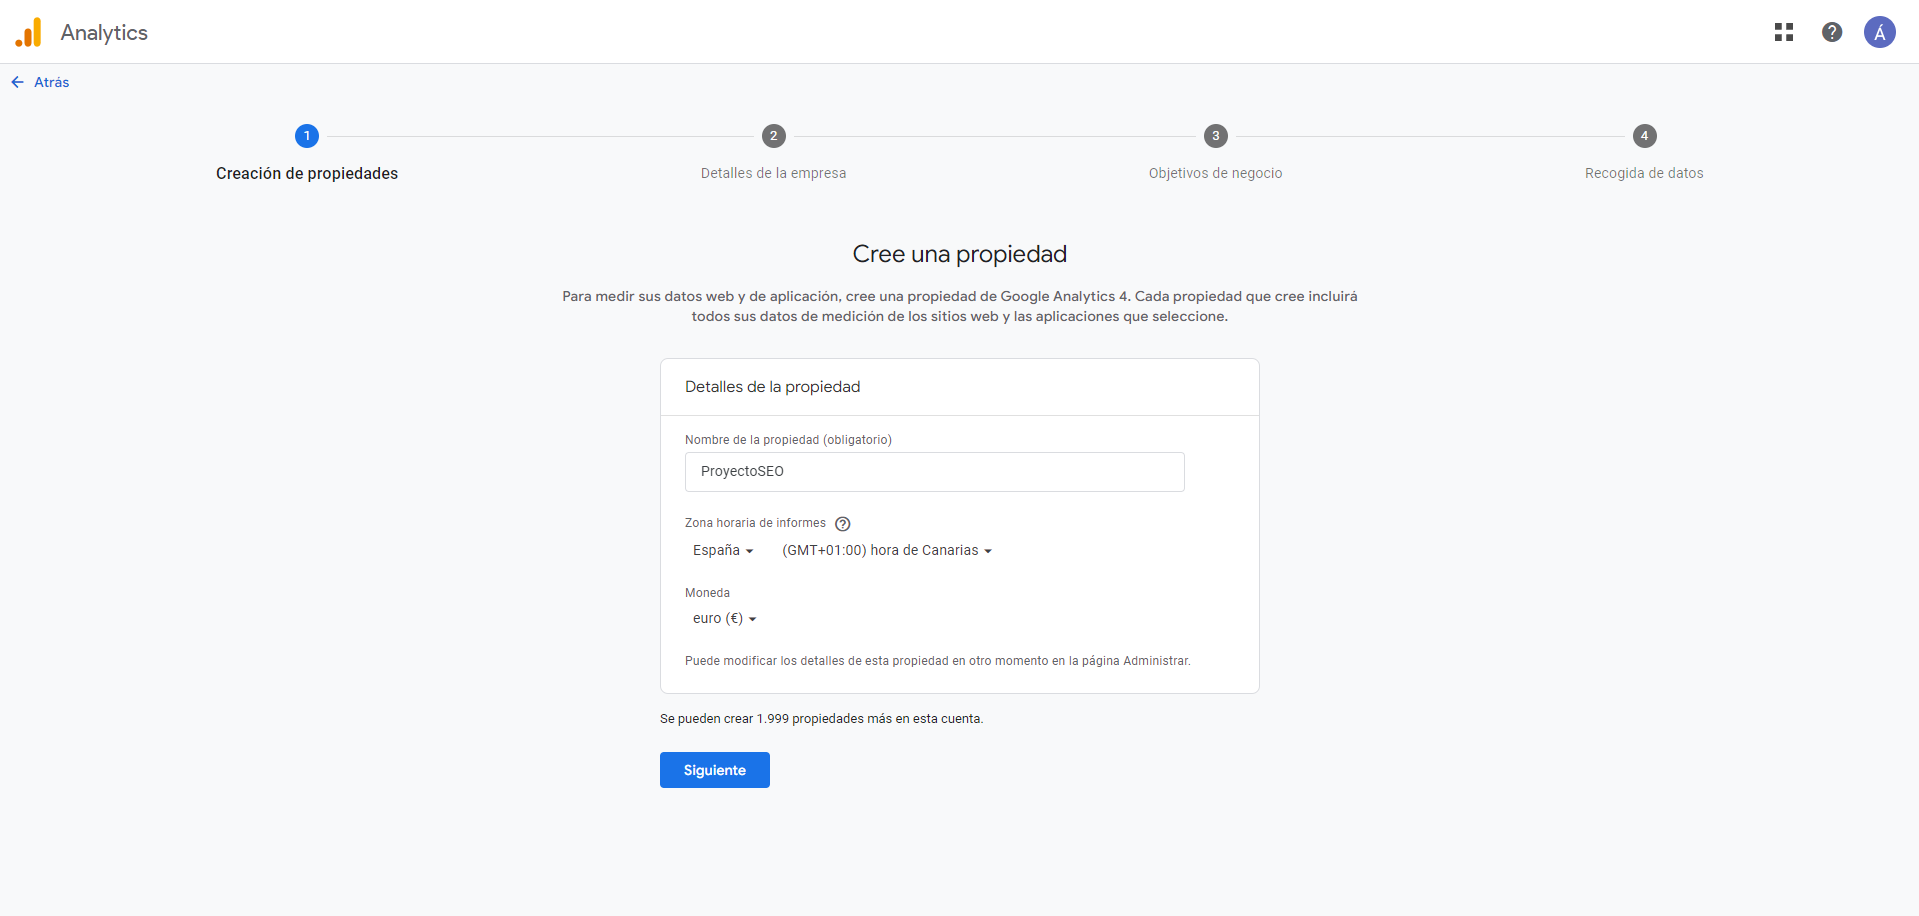 Analytics
?
Á
Atrás
1
2
3
4
Creación de propiedades
Detalles de la empresa
Objetivos de negocio
Recogida de datos
Cree una propiedad
Para medir sus datos web y de aplicación, cree una propiedad de Google Analytics 4. Cada propiedad que cree incluirá
todos sus datos de medición de los sitios web y las aplicaciones que seleccione.
Detalles de la propiedad
Nombre de la propiedad (obligatorio)
ProyectoSEO
Zona horaria de informes ?
España (GMT+01:00) hora de Canarias
Moneda
euro (€)
Puede modificar los detalles de esta propiedad en otro momento en la página Administrar.
Se pueden crear 1.999 propiedades más en esta cuenta.
Siguiente